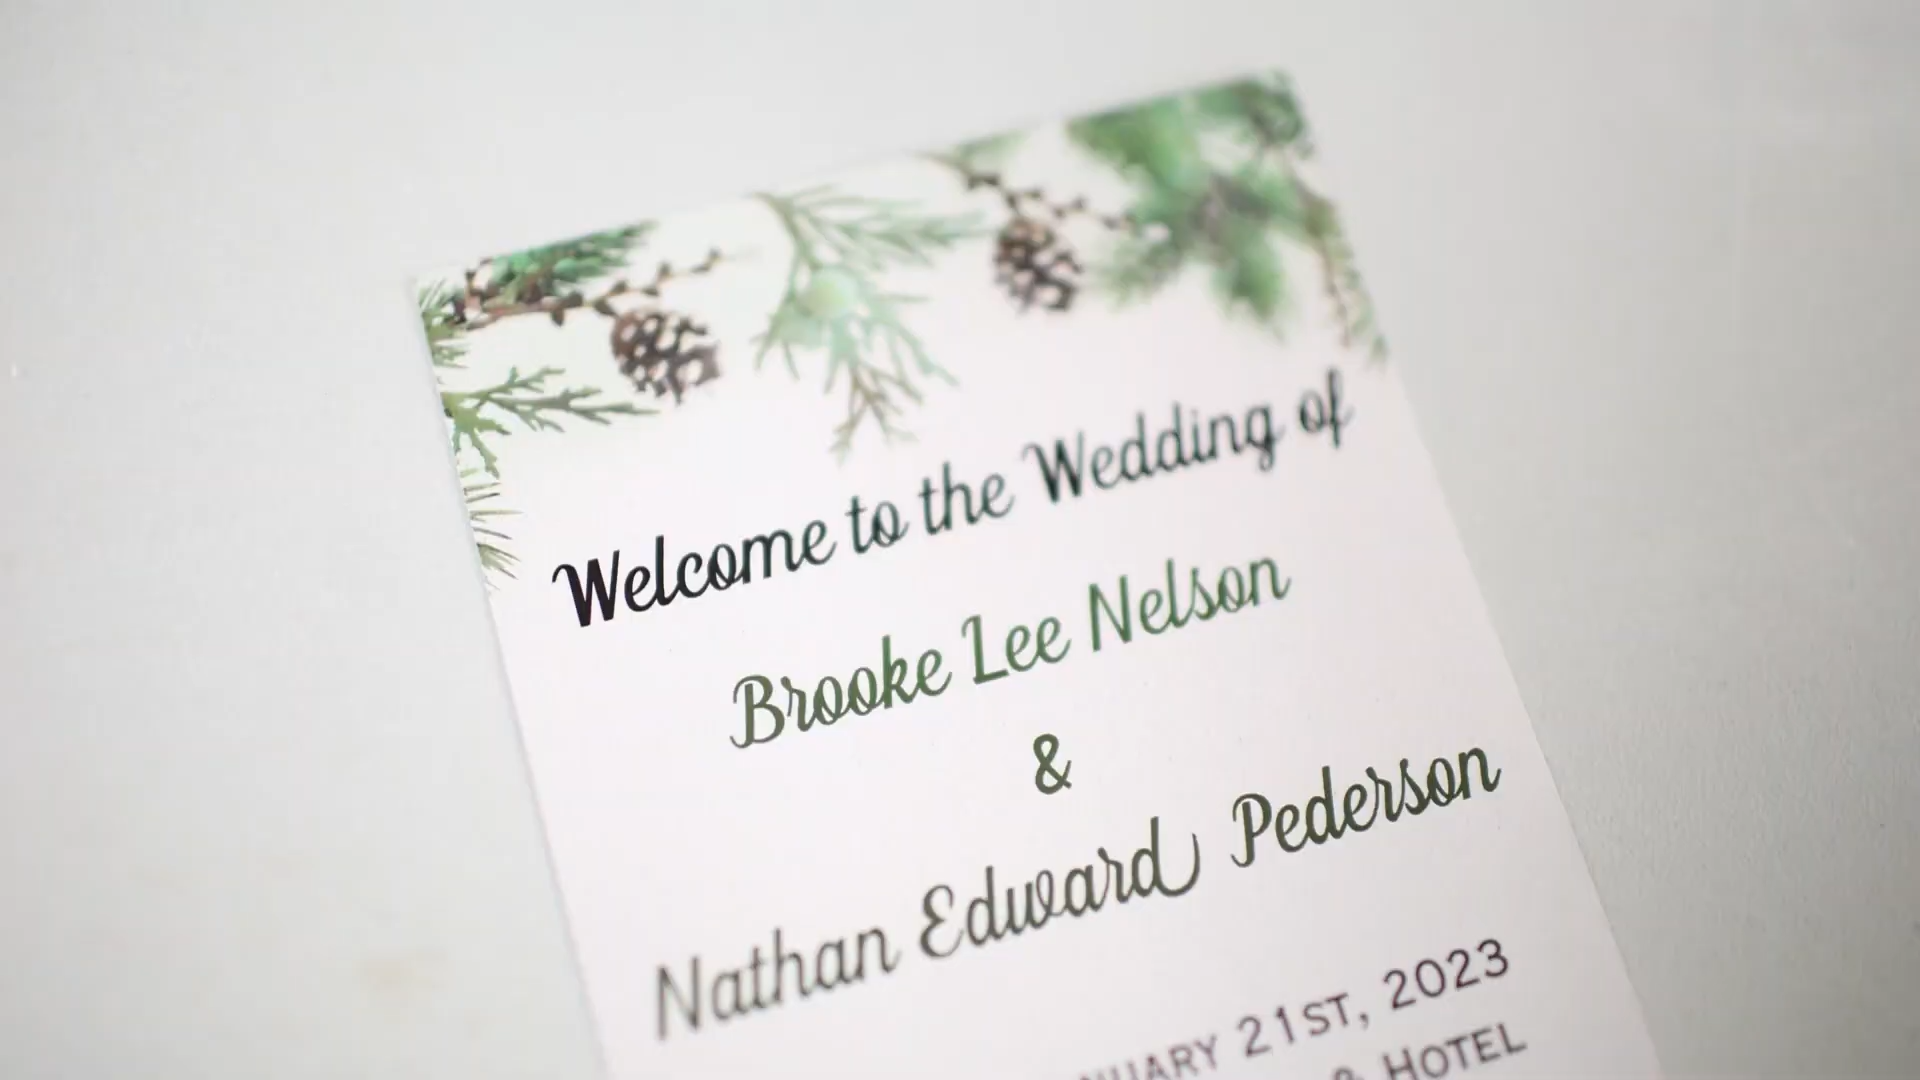 Welcome to the Wedding of
Brooke Lee Nelson
&
Nathan Edward Pederson
21ST, 2023
& HOTEL